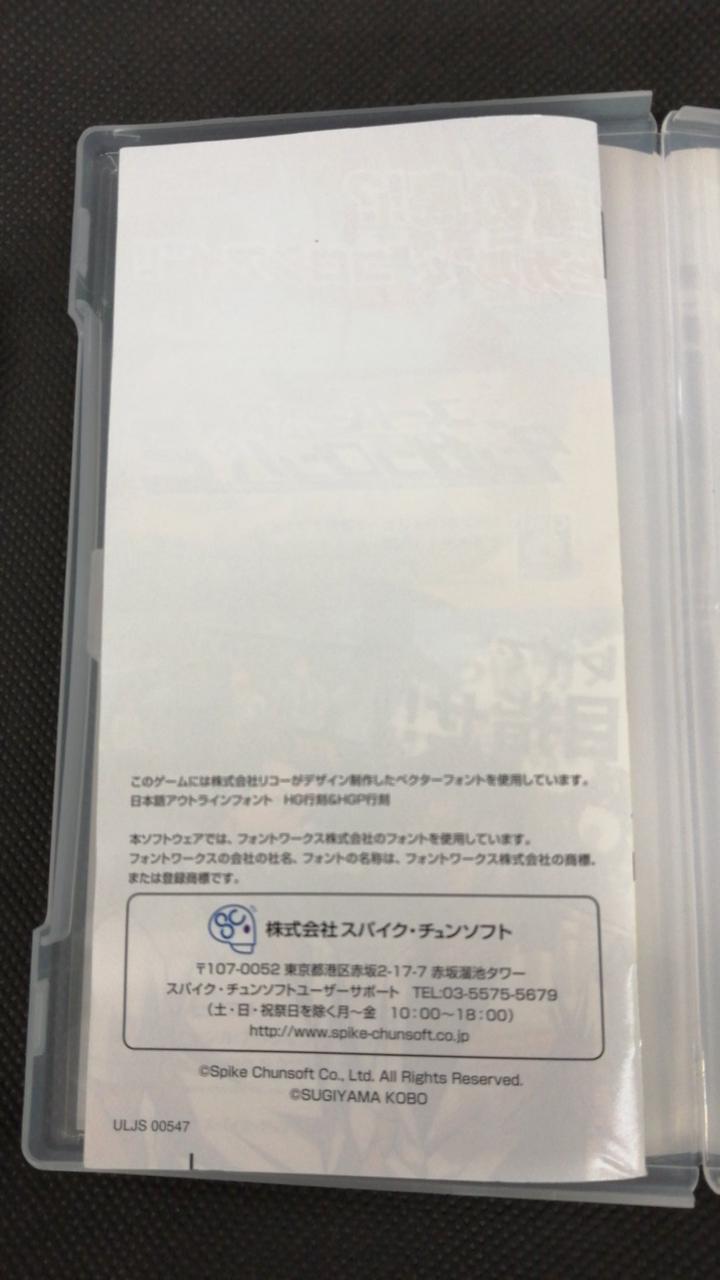 このゲームには株式会社リコーがデザイン制作したベクターフォントを使用しています。
日本語アウトラインフォント　HG行刻&HGP行刻
本ソフトウェアでは、フォントワークス株式会社のフォントを使用しています。
フォントワークスの会社の社名、フォントの名称は、フォントワークス株式会社の商標、
または登録商標です。
株式会社スパイク・チュンソフト
〒107-0052 東京都港区赤坂2-17-7 赤坂溜池タワー
スパイク・チュンソフトユーザーサポート　TEL:03-5575-5679
（土・日・祝祭日を除く月〜金　10：00〜18：00）
http://www.spike-chunsoft.co.jp
©Spike Chunsoft Co., Ltd. All Rights Reserved.
©SUGIYAMA KOBO
ULJS 00547